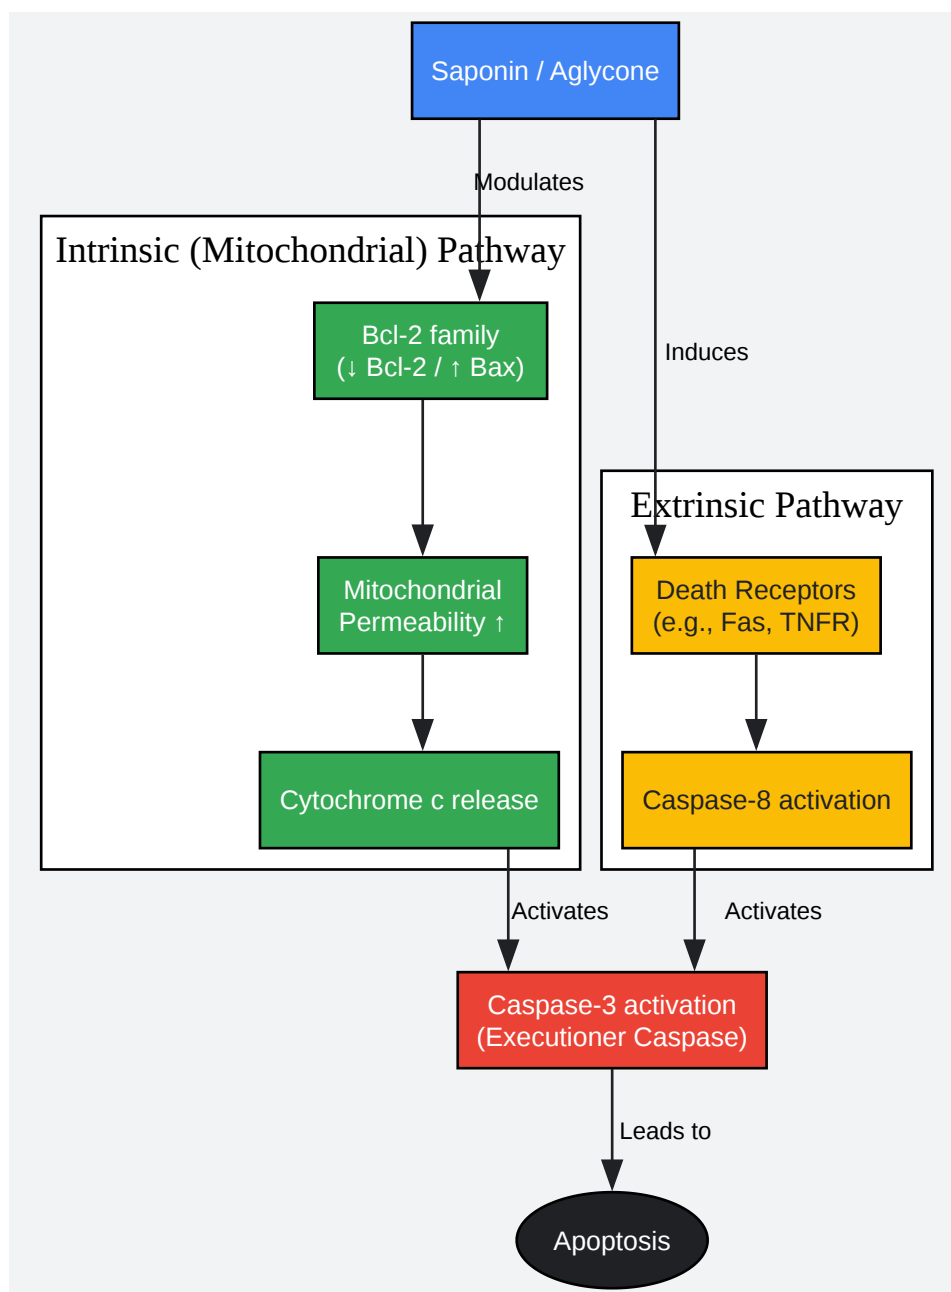 Saponin / Aglycone
Modulates
Intrinsic (Mitochondrial) Pathway
Bcl-2 family
(↓ Bcl-2 / ↑ Bax)
Induces
Extrinsic Pathway
Mitochondrial
Permeability ↑
Death Receptors
(e.g., Fas, TNFR)
Cytochrome c release
Caspase-8 activation
Activates
Activates
Caspase-3 activation
(Executioner Caspase)
Leads to
Apoptosis